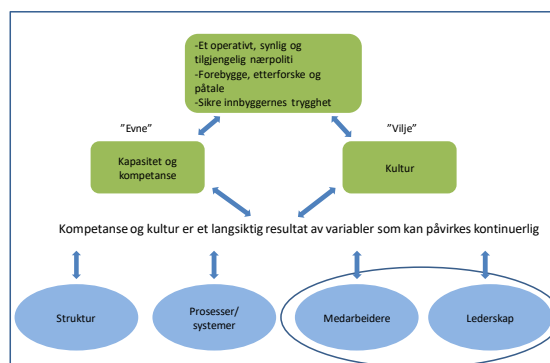 -Et operativt, synlig og
tilgjengelig nærpoliti
-Forebygge, etterforske og
påtale
-Sikre innbyggernes trygghet
"Evne"
"Vilje"
Kapasitet og
kompetanse
Kultur
Kompetanse og kultur er et langsiktig resultat av variabler som kan påvirkes kontinuerlig
Struktur
Prosesser/
systemer
Medarbeidere
Lederskap